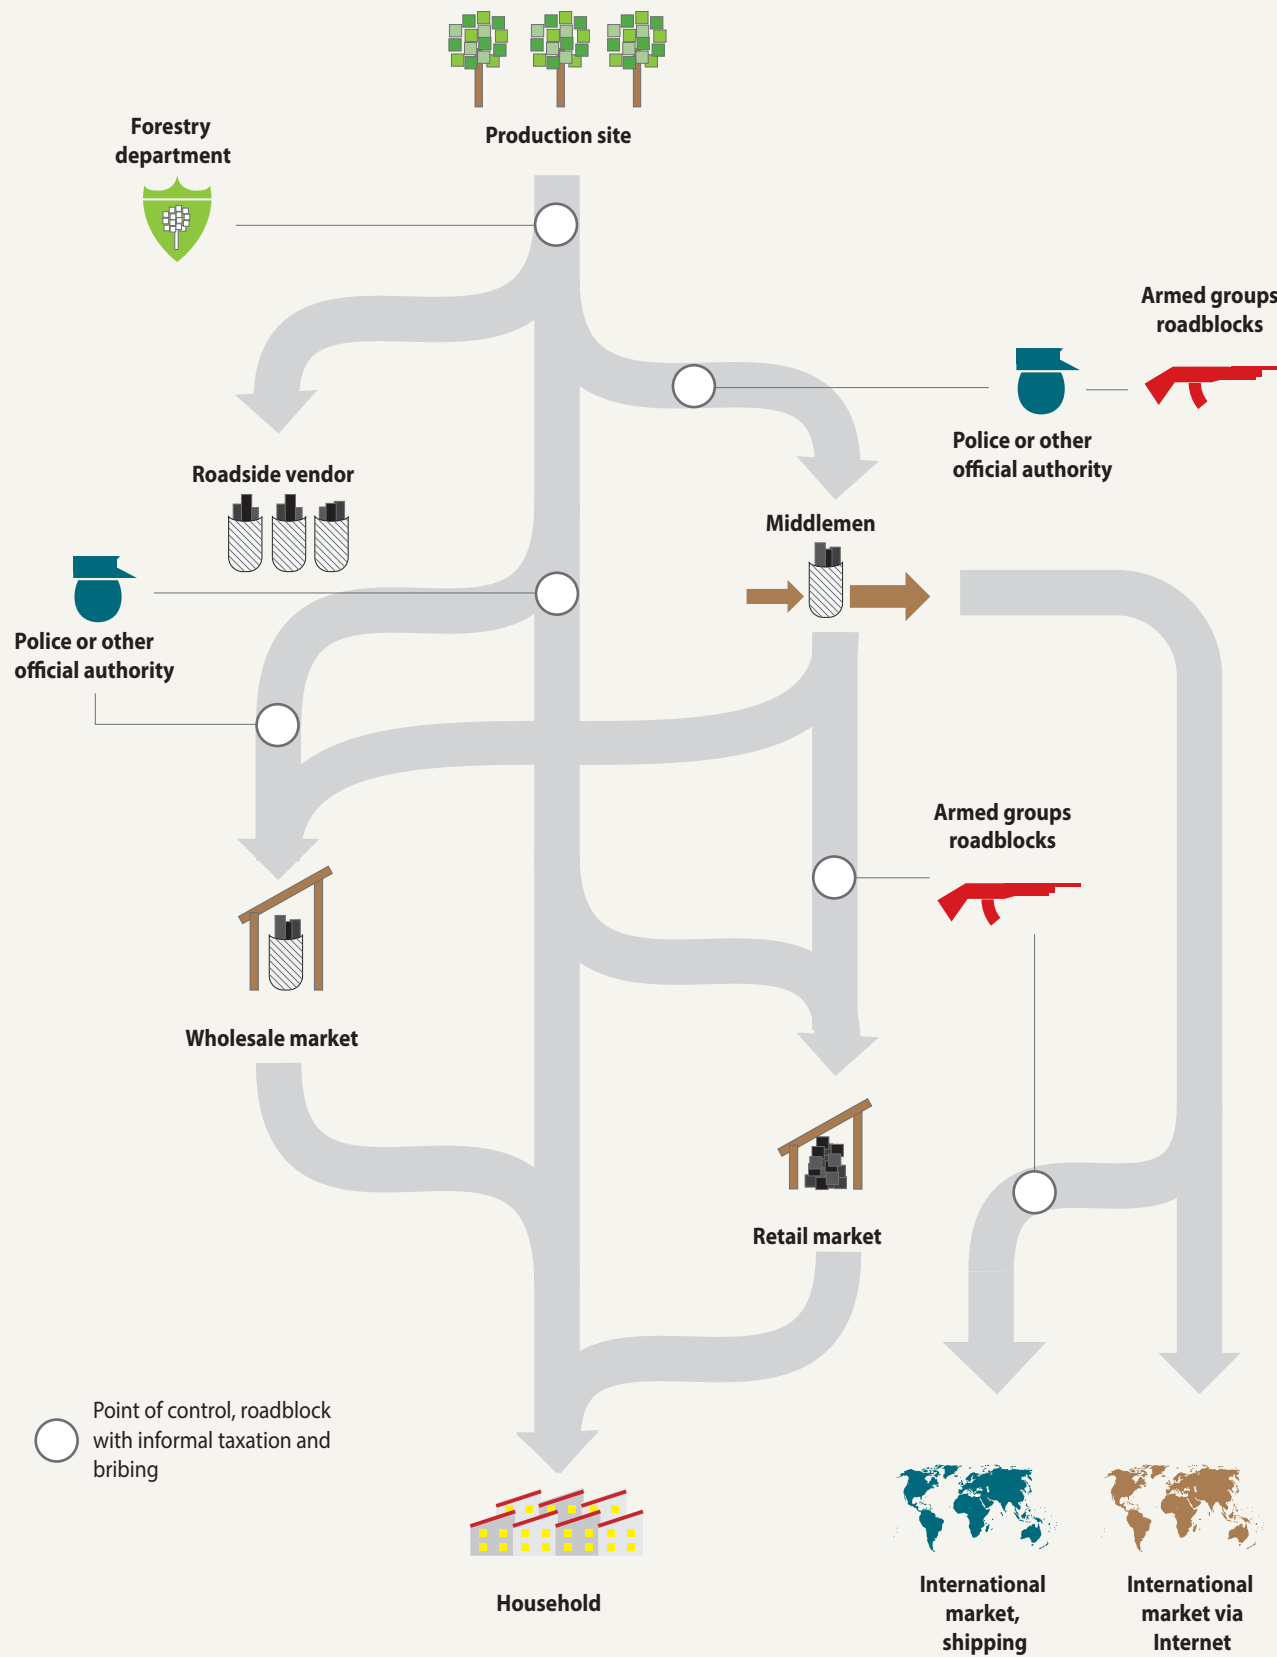 Production site
Forestry
department
Armed groups
roadblocks
Police or other
official authority
Roadside vendor
Middlemen
Police or other
official authority
Armed groups
roadblocks
Wholesale market
Retail market
Point of control, roadblock
with informal taxation and
bribing
Household
International
market,
shipping
International
market via
Internet